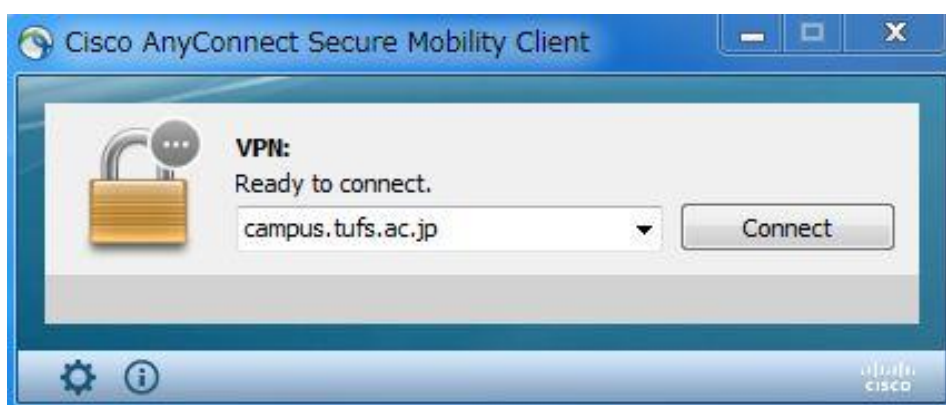 Cisco AnyConnect Secure Mobility Client
VPN:
Ready to connect.
campus.tufs.ac.jp
Connect
CISCO